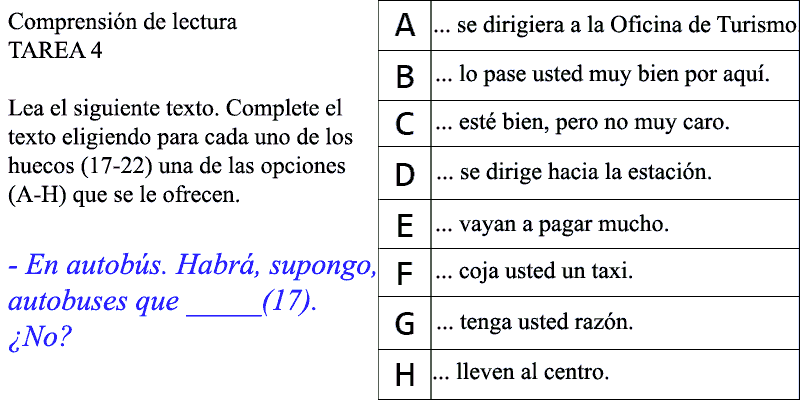 Comprensión de lectura
TAREA 4
Lea el siguiente texto. Complete el
texto eligiendo para cada uno de los
huecos (17-22) una de las opciones
(A-H) que se le ofrecen.
- En autobús. Habrá, supongo,
autobuses que _____(17).
¿No?
A ... se dirigiera a la Oficina de Turismo
B ... lo pase usted muy bien por aquí.
C ... esté bien, pero no muy caro.
D ... se dirige hacia la estación.
E ... vayan a pagar mucho.
F ... coja usted un taxi.
G ... tenga usted razón.
H ... lleven al centro.